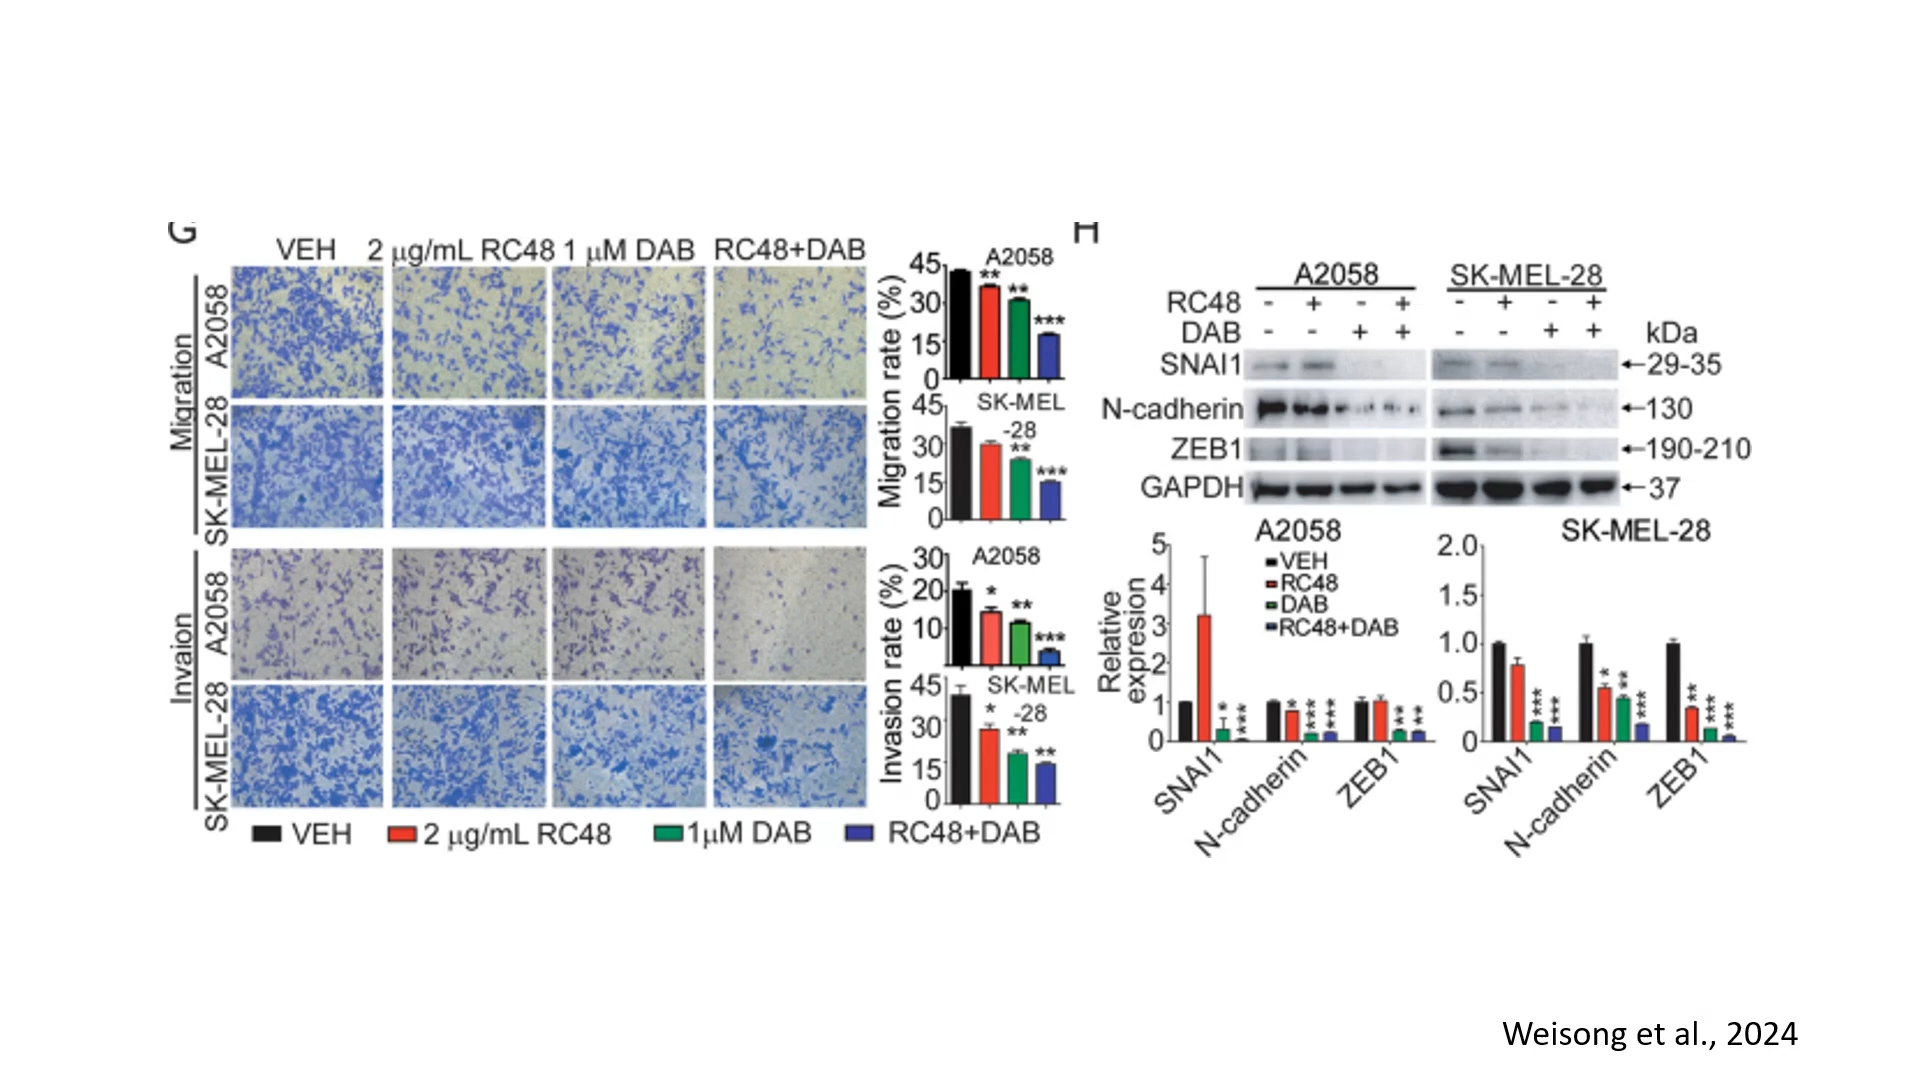 G
VEH 2 μg/mL RC48 1 μM DAB RC48+DAB
Migration
A2058
SK-MEL-28
Invaion
A2058
SK-MEL-28
Migration rate (%)
A2058
45
30
15
0
** ** ***
SK-MEL
-28
45
30
15
0
** ***
Invasion rate (%)
A2058
30
20
10
* ** ***
SK-MEL
-28
45
30
15
0
* ** **
VEH 2 μg/mL RC48 1μM DAB RC48+DAB
H
A2058 SK-MEL-28
RC48 - + - + - + - +
DAB - - + + - - + + kDa
SNAI1 ←29-35
N-cadherin ←130
ZEB1 ←190-210
GAPDH ←37
A2058
Relative
expression
5
4
3
2
1
0
VEH
RC48
DAB
RC48+DAB
* *** * *** *** ** **
SNAI1 N-cadherin ZEB1
SK-MEL-28
2.0
1.5
1.0
0.5
0
*** *** * ** *** ** *** ***
SNAI1 N-cadherin ZEB1
Weisong et al., 2024